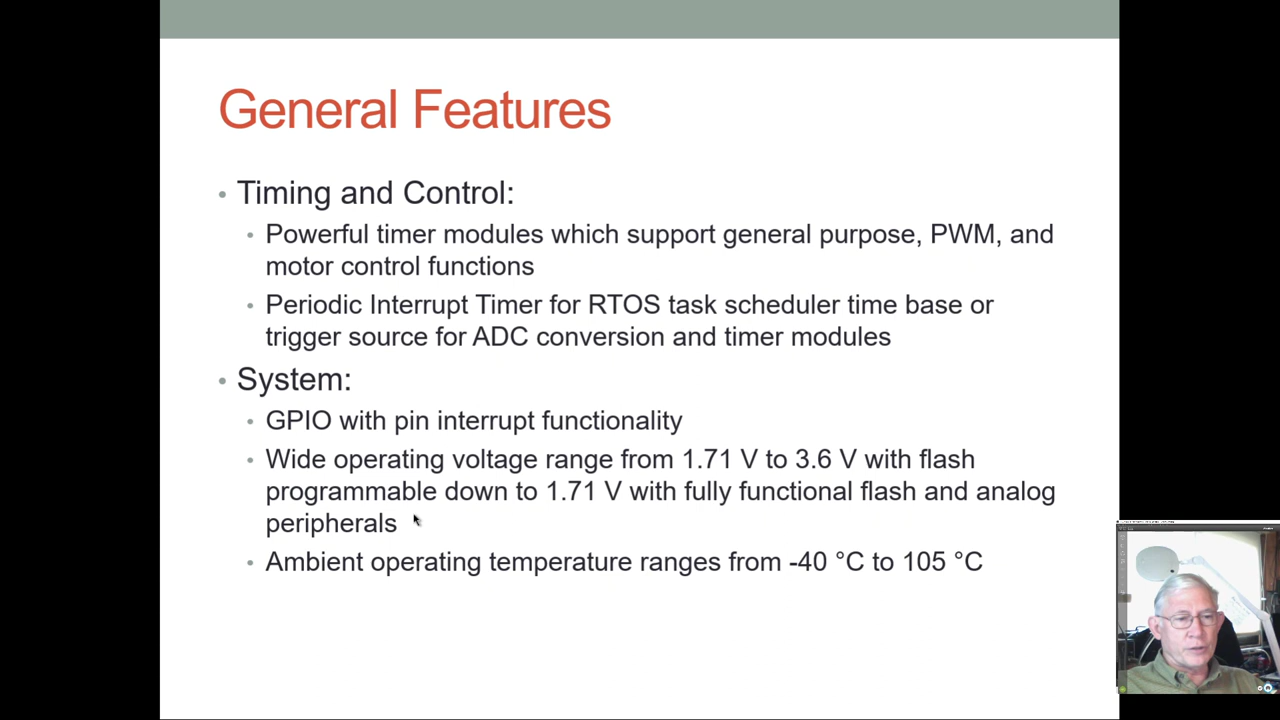 General Features
• Timing and Control:
• Powerful timer modules which support general purpose, PWM, and
motor control functions
• Periodic Interrupt Timer for RTOS task scheduler time base or
trigger source for ADC conversion and timer modules
• System:
• GPIO with pin interrupt functionality
• Wide operating voltage range from 1.71 V to 3.6 V with flash
programmable down to 1.71 V with fully functional flash and analog
peripherals
• Ambient operating temperature ranges from -40 °C to 105 °C